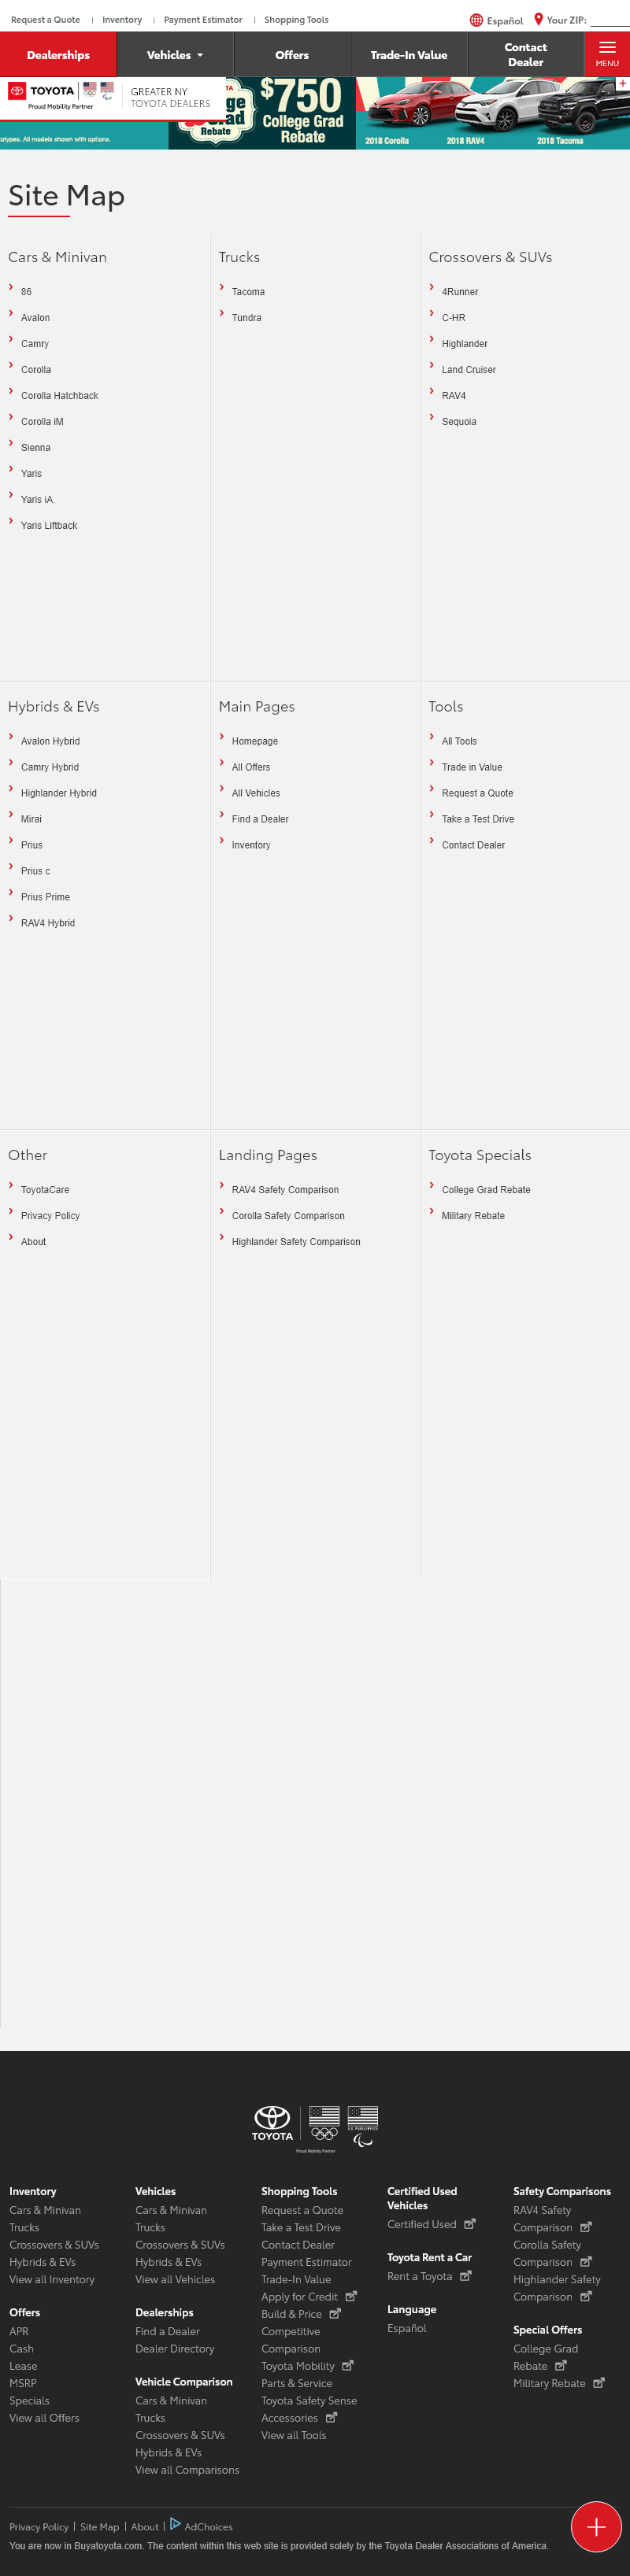 Request a Quote | Inventory | Payment Estimator | Shopping Tools
Español
Your ZIP:
Dealerships
Vehicles
Offers
Trade-In Value
Contact
Dealer
MENU
TOYOTA
Proud Mobility Partner
GREATER NY
TOYOTA DEALERS
Rebate
$750
College Grad
Rebate
2018 Corolla
2018 RAV4
2018 Tacoma
otypes. All models shown with options.
Site Map
Cars & Minivan
86
Avalon
Camry
Corolla
Corolla Hatchback
Corolla iM
Sienna
Yaris
Yaris iA
Yaris Liftback
Trucks
Tacoma
Tundra
Crossovers & SUVs
4Runner
C-HR
Highlander
Land Cruiser
RAV4
Sequoia
Hybrids & EVs
Avalon Hybrid
Camry Hybrid
Highlander Hybrid
Mirai
Prius
Prius c
Prius Prime
RAV4 Hybrid
Main Pages
Homepage
All Offers
All Vehicles
Find a Dealer
Inventory
Tools
All Tools
Trade in Value
Request a Quote
Take a Test Drive
Contact Dealer
Other
ToyotaCare
Privacy Policy
About
Landing Pages
RAV4 Safety Comparison
Corolla Safety Comparison
Highlander Safety Comparison
Toyota Specials
College Grad Rebate
Military Rebate
TOYOTA
Proud Mobility Partner
Inventory
Cars & Minivan
Trucks
Crossovers & SUVs
Hybrids & EVs
View all Inventory
Offers
APR
Cash
Lease
MSRP
Specials
View all Offers
Vehicles
Cars & Minivan
Trucks
Crossovers & SUVs
Hybrids & EVs
View all Vehicles
Dealerships
Find a Dealer
Dealer Directory
Vehicle Comparison
Cars & Minivan
Trucks
Crossovers & SUVs
Hybrids & EVs
View all Comparisons
Shopping Tools
Request a Quote
Take a Test Drive
Contact Dealer
Payment Estimator
Trade-In Value
Apply for Credit
Build & Price
Competitive
Comparison
Toyota Mobility
Parts & Service
Toyota Safety Sense
Accessories
View all Tools
Certified Used
Vehicles
Certified Used
Toyota Rent a Car
Rent a Toyota
Language
Español
Safety Comparisons
RAV4 Safety
Comparison
Corolla Safety
Comparison
Highlander Safety
Comparison
Special Offers
College Grad
Rebate
Military Rebate
Privacy Policy | Site Map | About | AdChoices
You are now in Buyatoyota.com. The content within this web site is provided solely by the Toyota Dealer Associations of America.